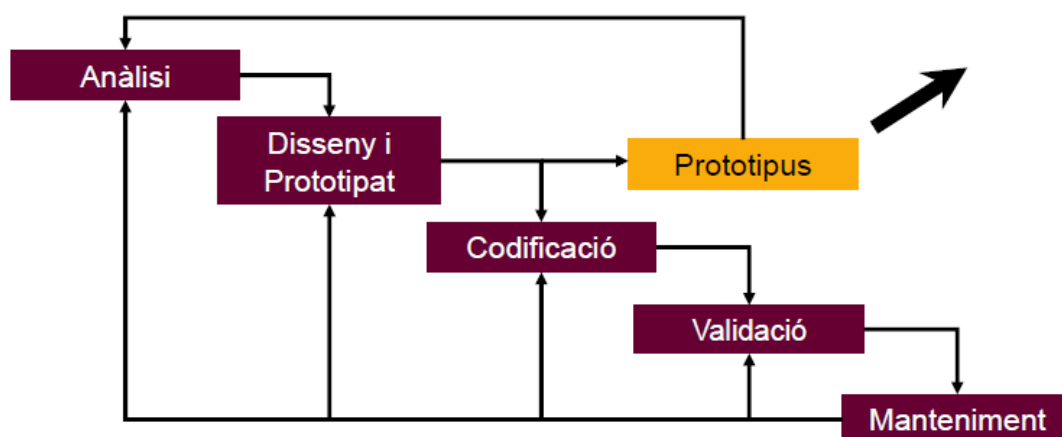 Anàlisi
Disseny i
Prototipat
Prototipus
Codificació
Validació
Manteniment